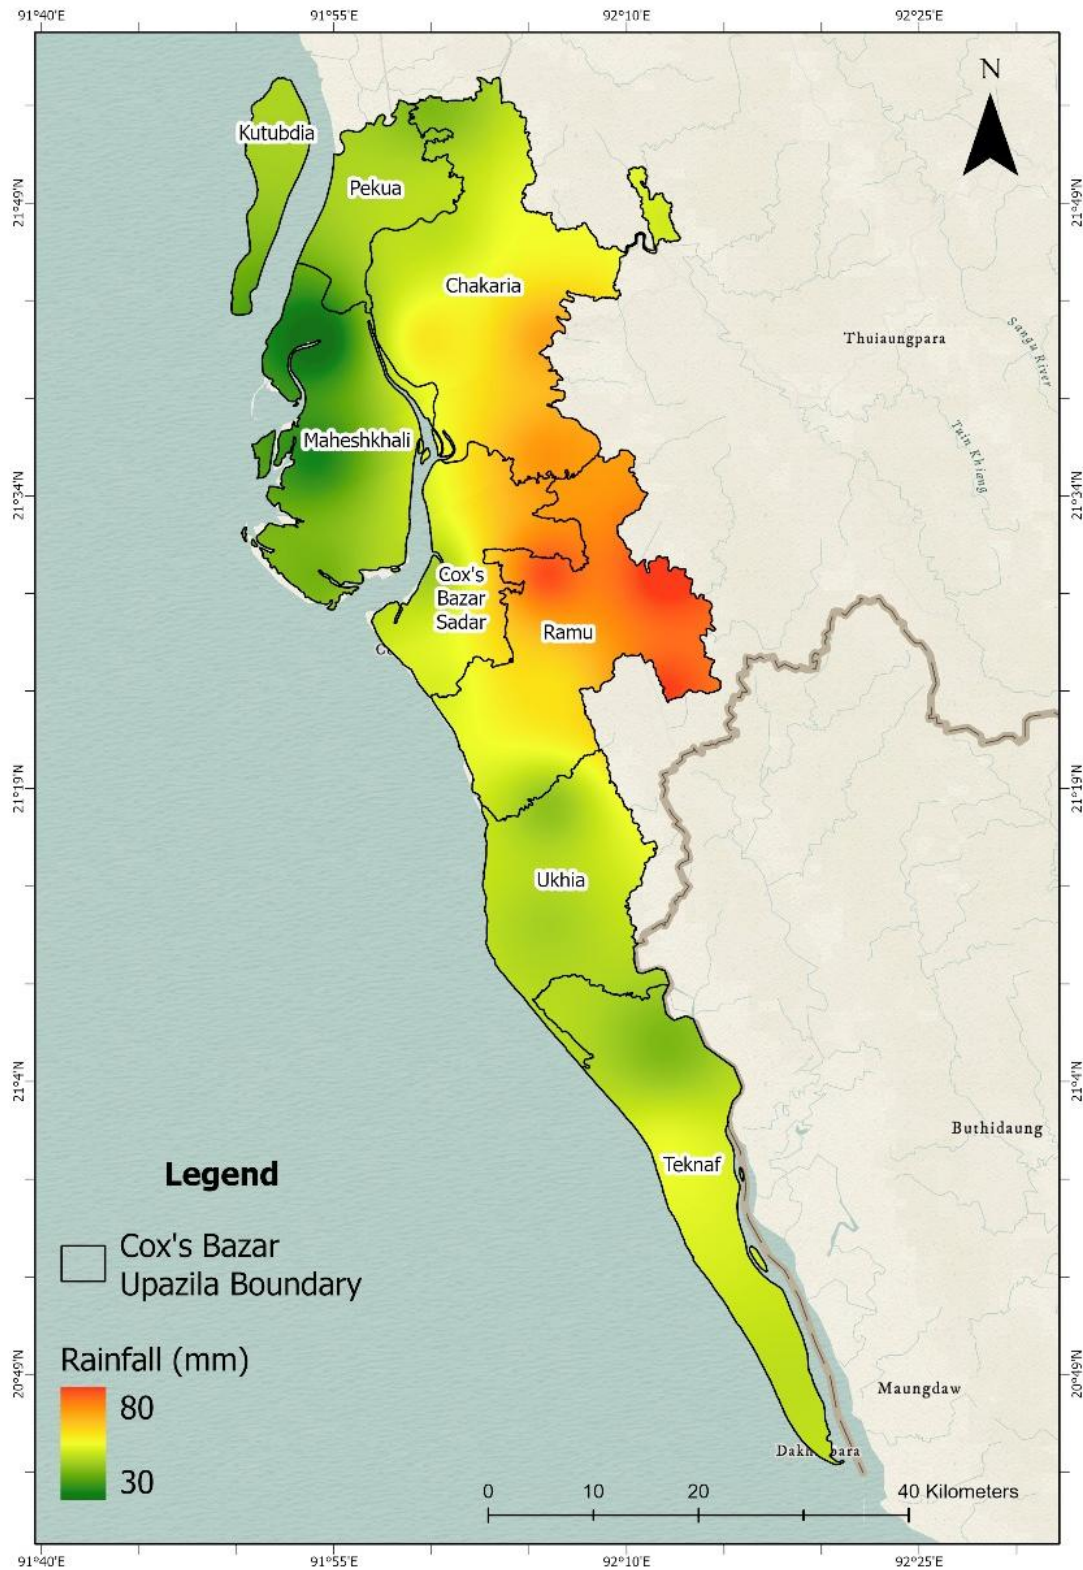 91°40'E 91°55'E 92°10'E 92°25'E
N
Kutubdia
21°49'N
21°49'N
Pekua
Chakaria
Thuiaungpara
Sangu River
Tuin Khiang
Maheshkhali
21°34'N
21°34'N
Cox's
Bazar
Sadar
Ramu
21°19'N
21°19'N
Ukhia
21°4'N
21°4'N
Buthidaung
Teknaf
Legend
Cox's Bazar
Upazila Boundary
Rainfall (mm)
80
30
20°49'N
20°49'N
Maungdaw
0 10 20 40 Kilometers
91°40'E 91°55'E 92°10'E 92°25'E